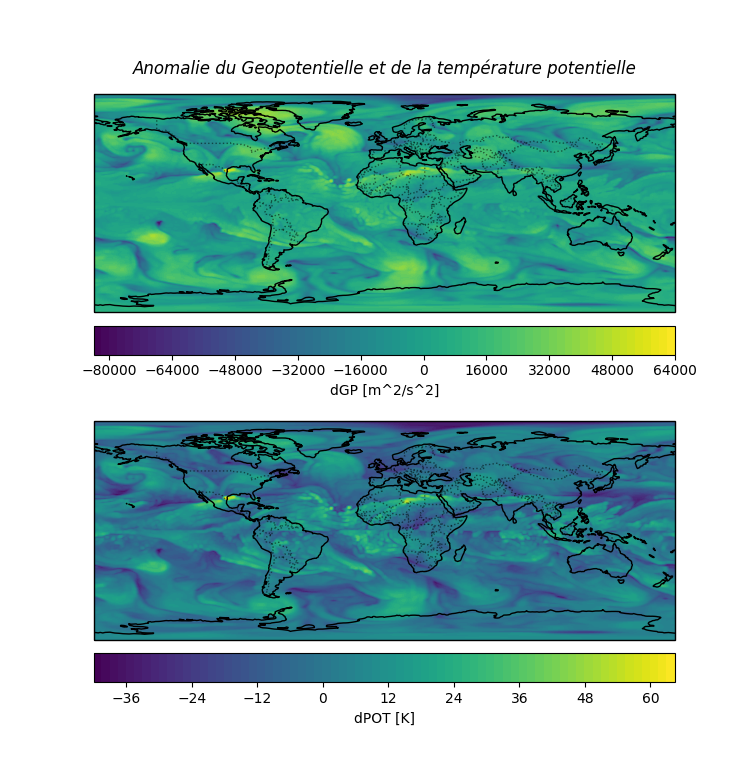 Anomalie du Geopotentielle et de la température potentielle
−80000 −64000 −48000 −32000 −16000 0 16000 32000 48000 64000
dGP [m^2/s^2]
−36 −24 −12 0 12 24 36 48 60
dPOT [K]